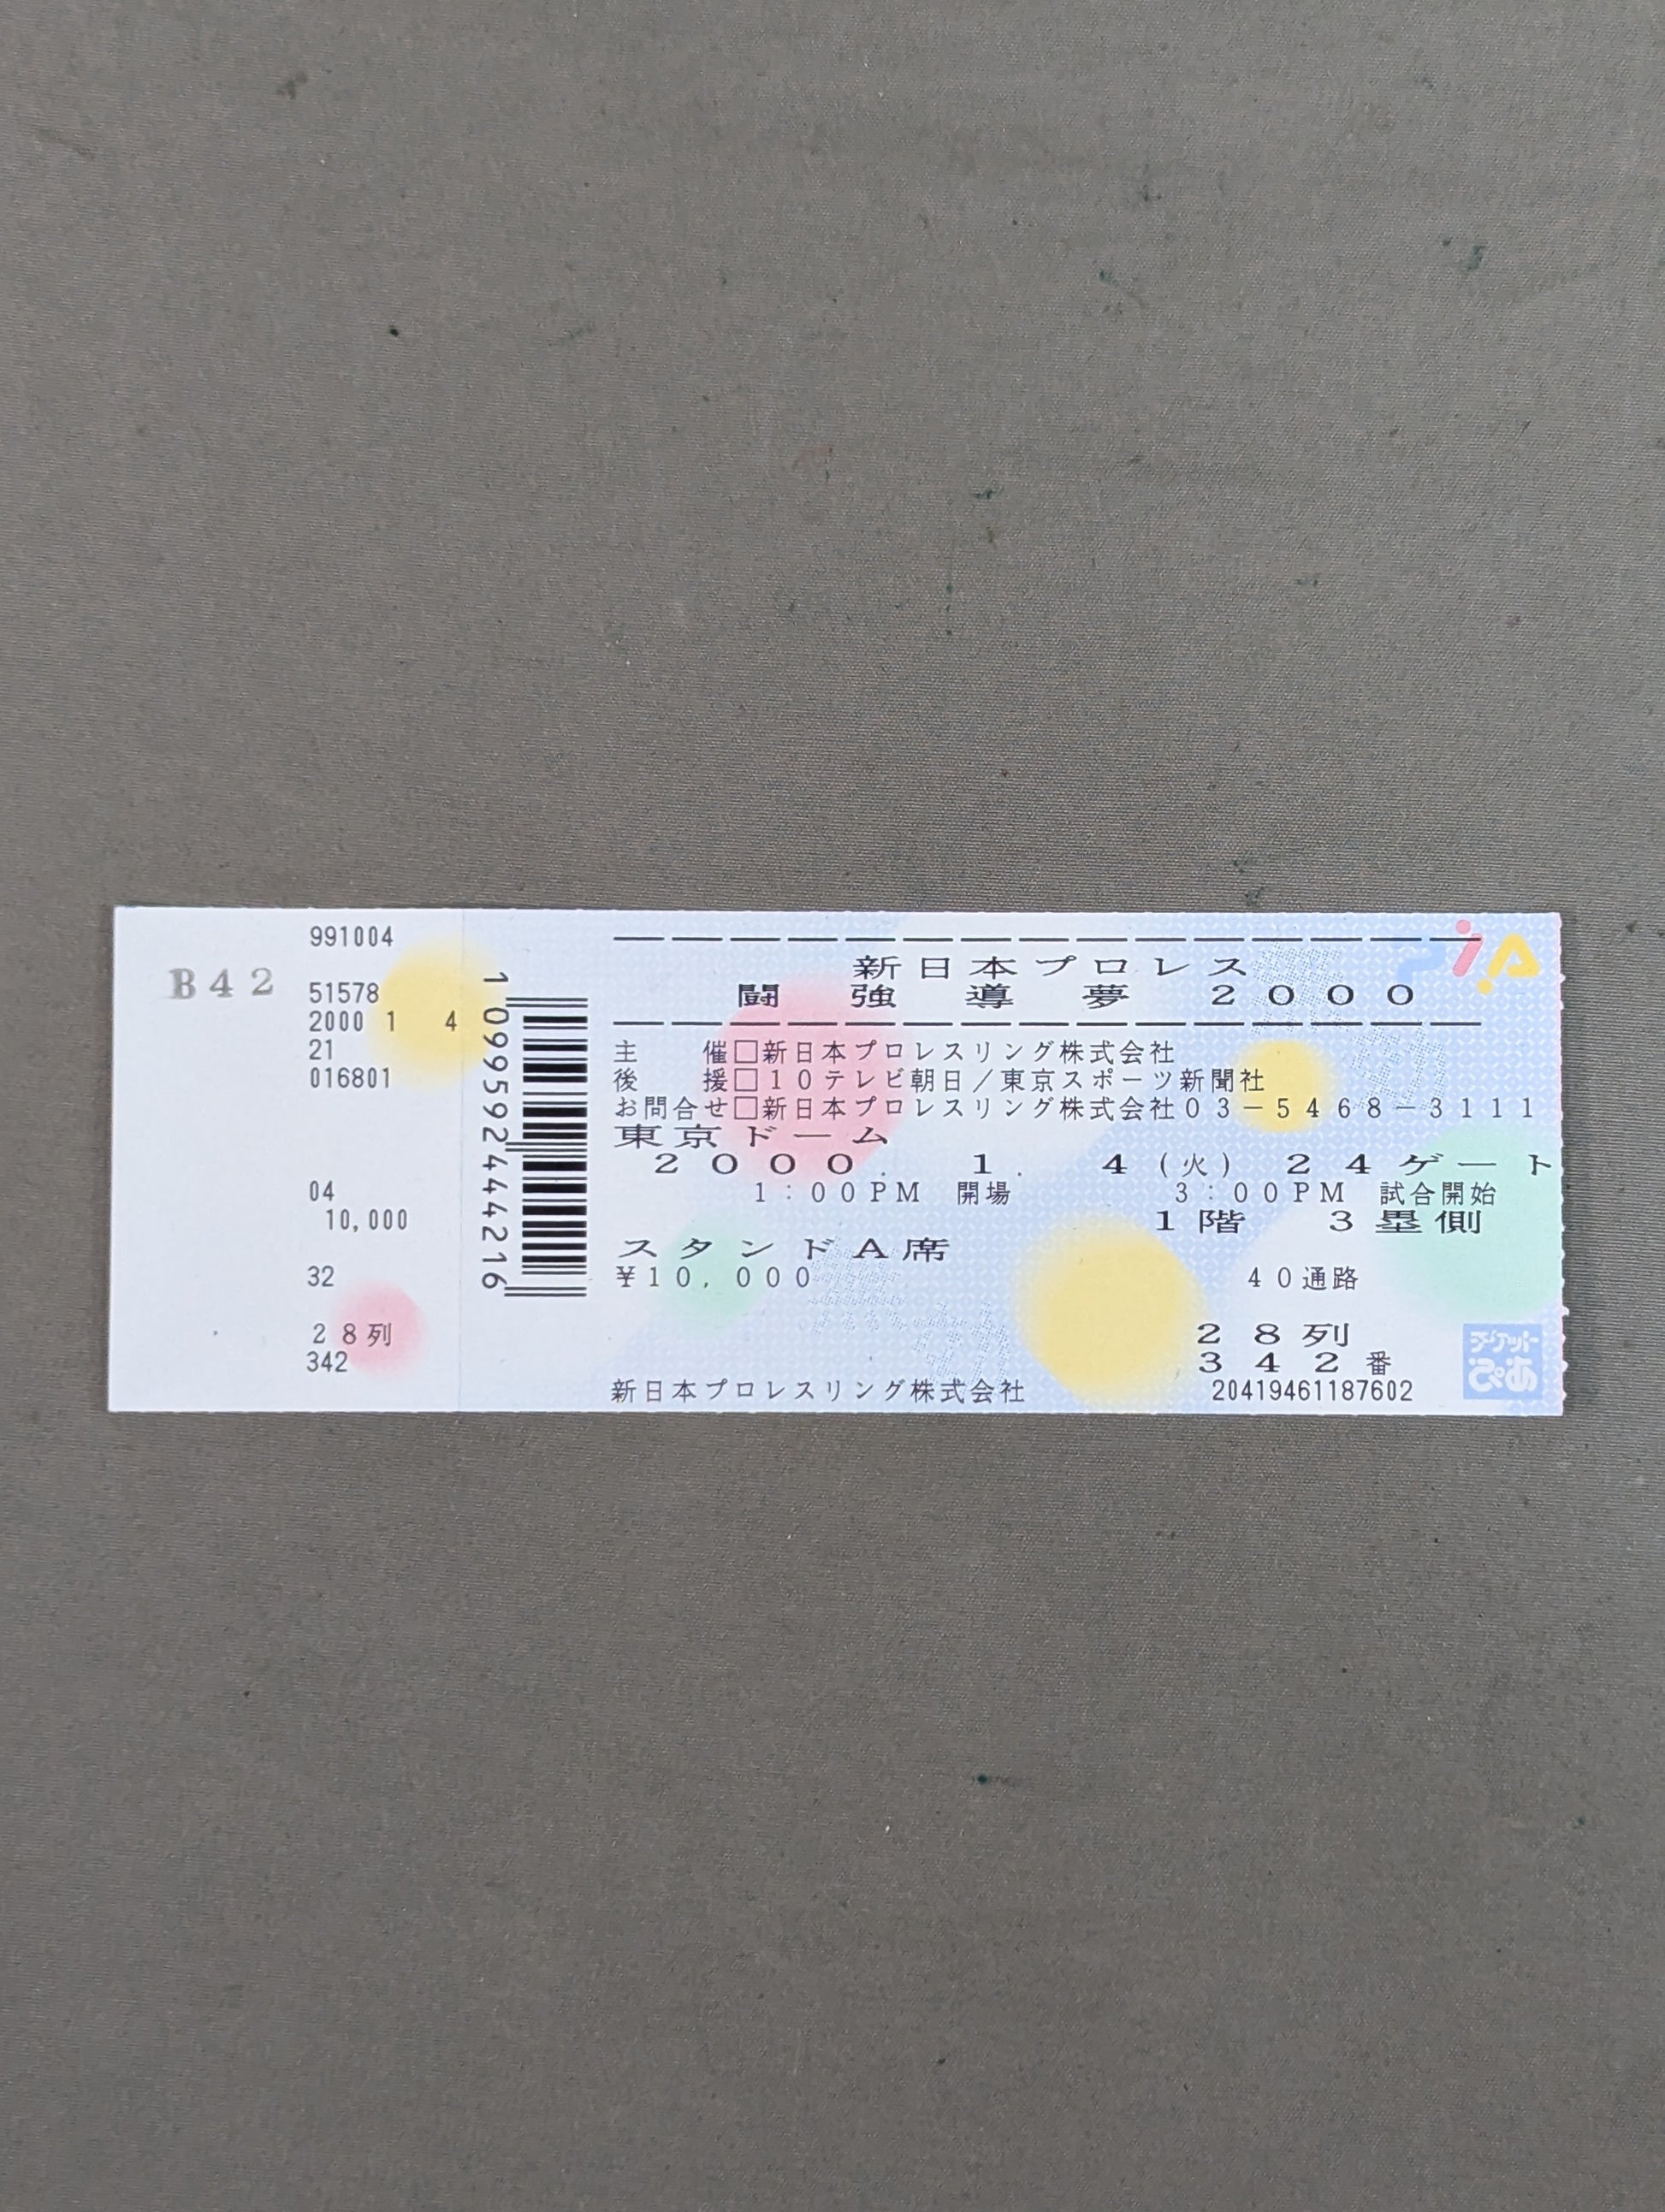 B42
991004
51578
2000 1 4
21
016801
04
10,000
32
28列
342
1099592444216
PiA
新日本プロレス
闘強導夢2000
主 催□新日本プロレスリング株式会社
後 援□10テレビ朝日/東京スポーツ新聞社
お問合せ□新日本プロレスリング株式会社03-5468-3111
東京ドーム
2000. 1. 4(火) 24ゲート
1:00PM 開場 3:00PM 試合開始
1階 3塁側
スタンドA席
¥10,000 40通路
28列
342番
新日本プロレスリング株式会社 20419461187602
チケットぴあ